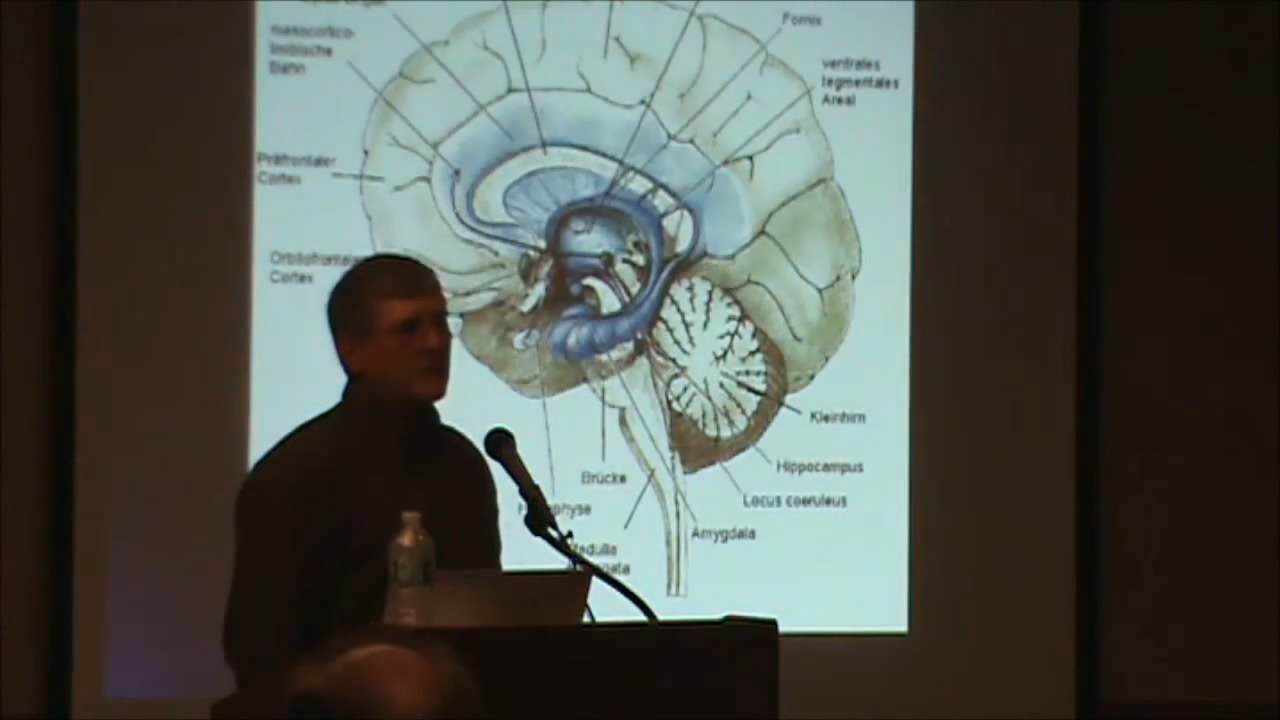 mesocortico-
limbische
Bahn
Fornix
ventrales
tegmentales
Areal
Präfrontaler
Cortex
Orbitofrontaler
Cortex
Kleinhirn
Hippocampus
Brücke
Locus coeruleus
Amygdala